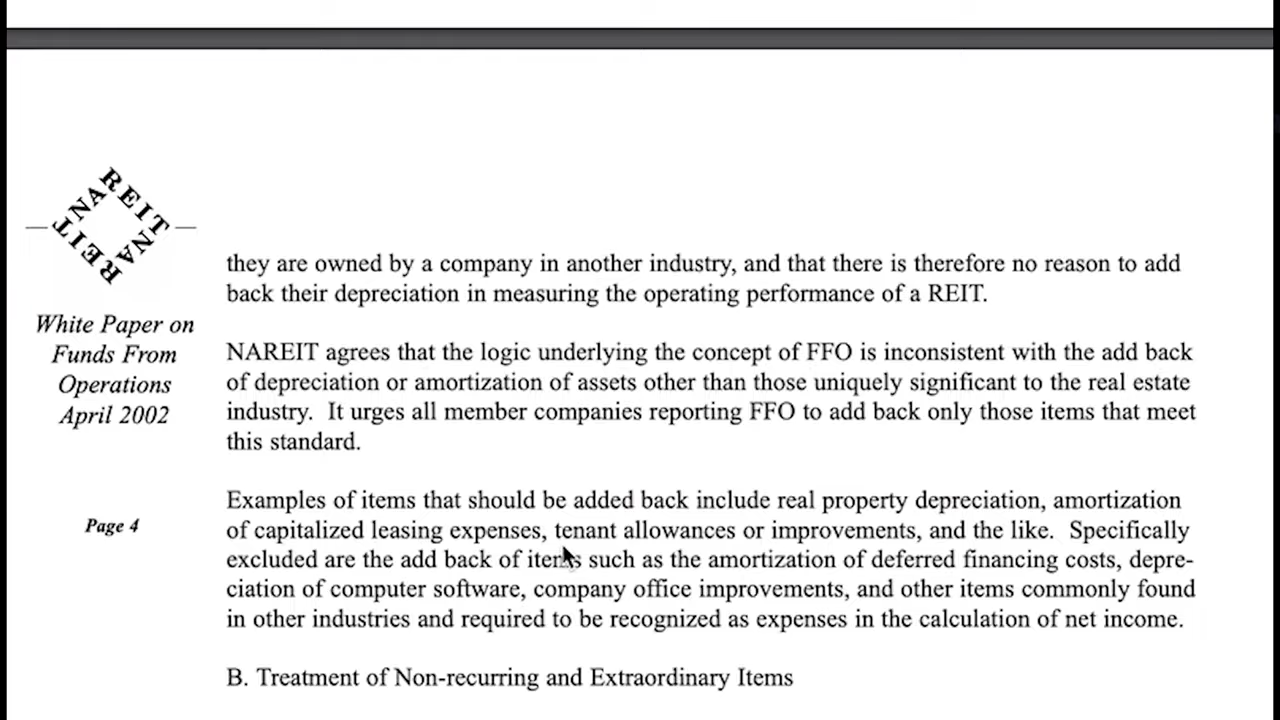 NAREIT
NAREIT
White Paper on
Funds From
Operations
April 2002
Page 4
they are owned by a company in another industry, and that there is therefore no reason to add
back their depreciation in measuring the operating performance of a REIT.
NAREIT agrees that the logic underlying the concept of FFO is inconsistent with the add back
of depreciation or amortization of assets other than those uniquely significant to the real estate
industry.  It urges all member companies reporting FFO to add back only those items that meet
this standard.
Examples of items that should be added back include real property depreciation, amortization
of capitalized leasing expenses, tenant allowances or improvements, and the like.  Specifically
excluded are the add back of items such as the amortization of deferred financing costs, depre-
ciation of computer software, company office improvements, and other items commonly found
in other industries and required to be recognized as expenses in the calculation of net income.
B. Treatment of Non-recurring and Extraordinary Items